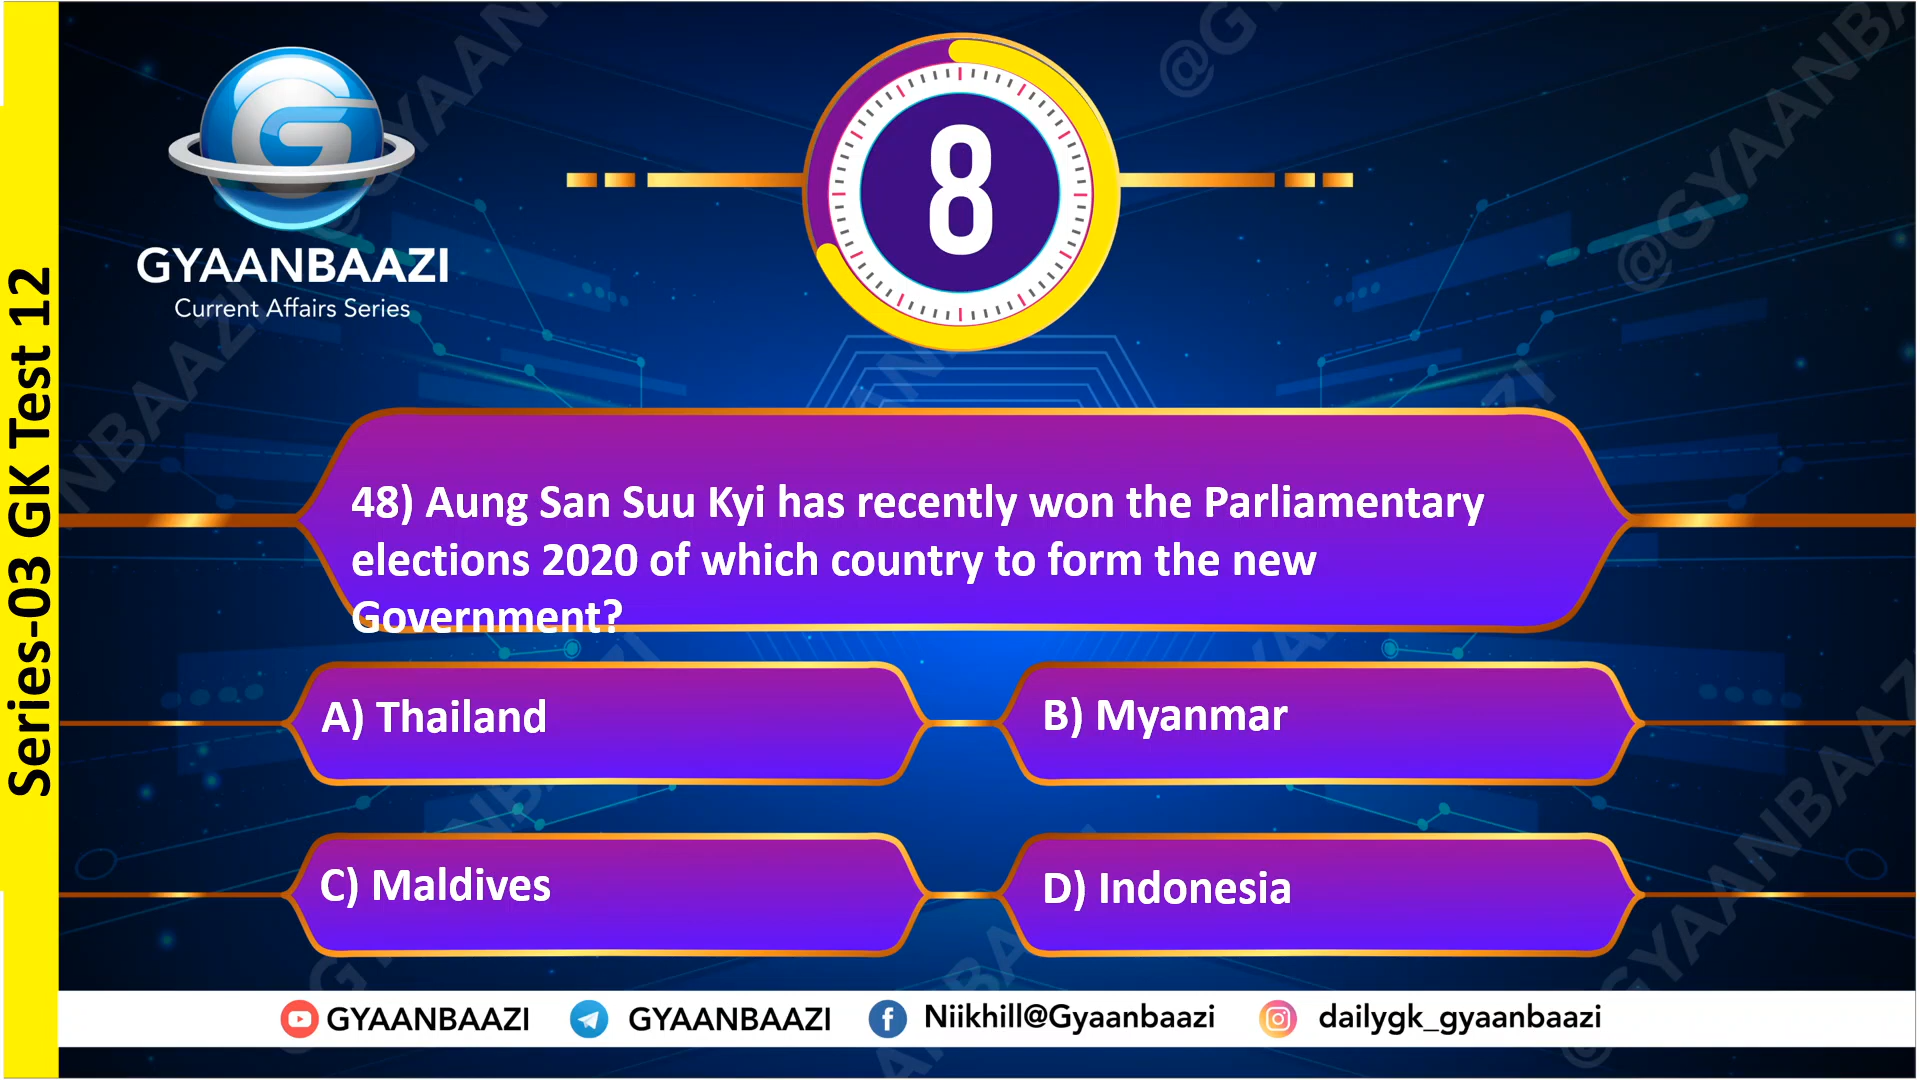 GYAANBAAZI
Current Affairs Series
8
Series-03 GK Test 12
48) Aung San Suu Kyi has recently won the Parliamentary
elections 2020 of which country to form the new
Government?
A) Thailand
B) Myanmar
C) Maldives
D) Indonesia
GYAANBAAZI
GYAANBAAZI
Niikhill@Gyaanbaazi
dailygk_gyaanbaazi
@GYAANBAAZI